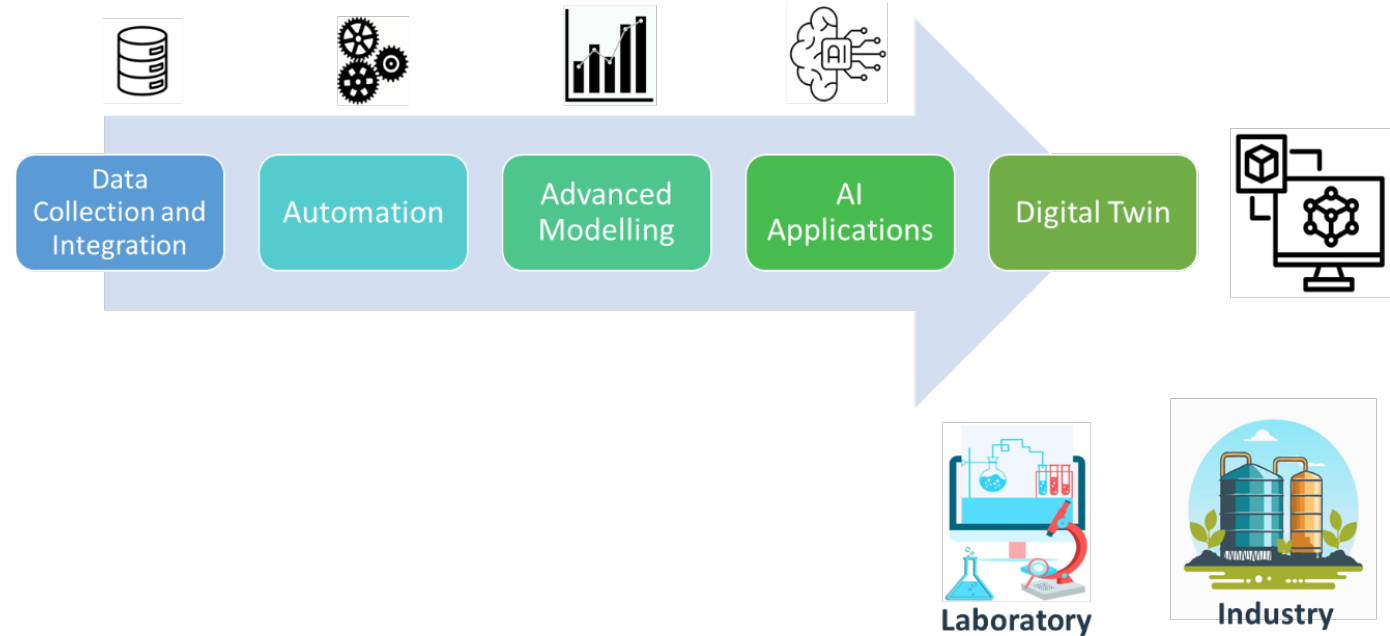 AI
Data
Collection and
Integration
Automation
Advanced
Modelling
AI
Applications
Digital Twin
Laboratory
Industry